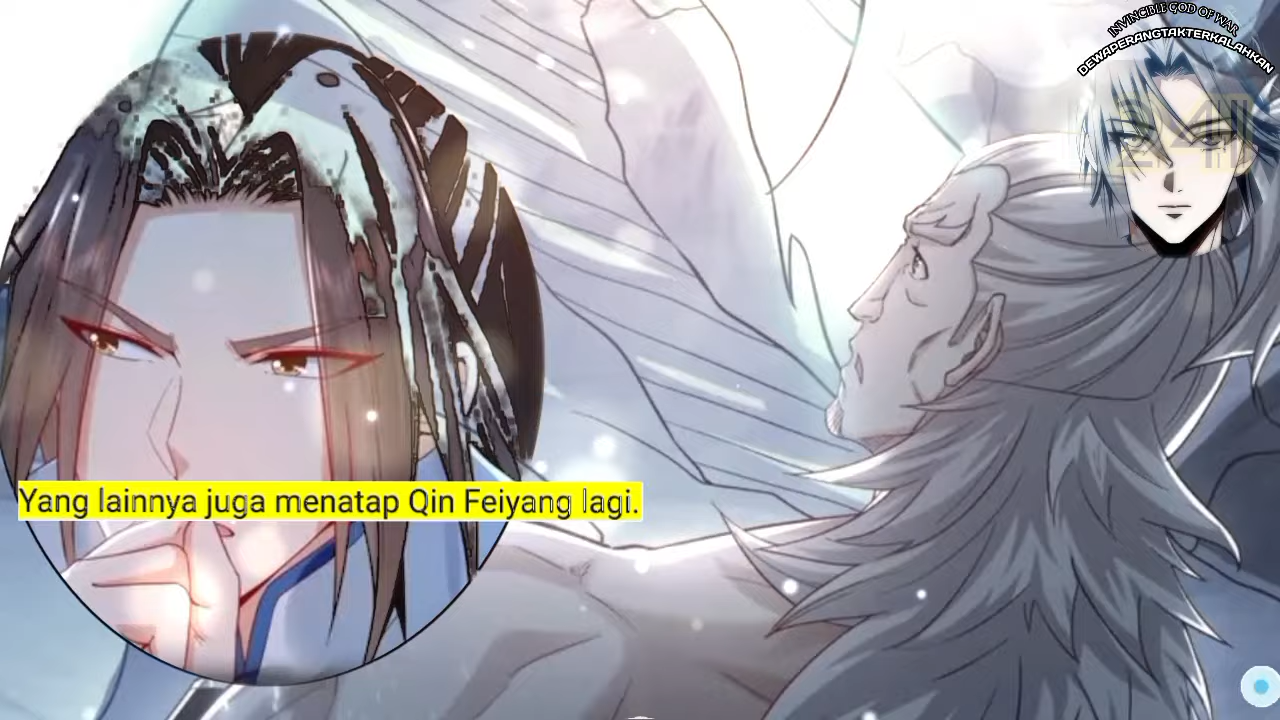 INVINCIBLE GOD OF WAR
DEWAPERANGTAKTERKALAHKAN
Yang lainnya juga menatap Qin Feiyang lagi.